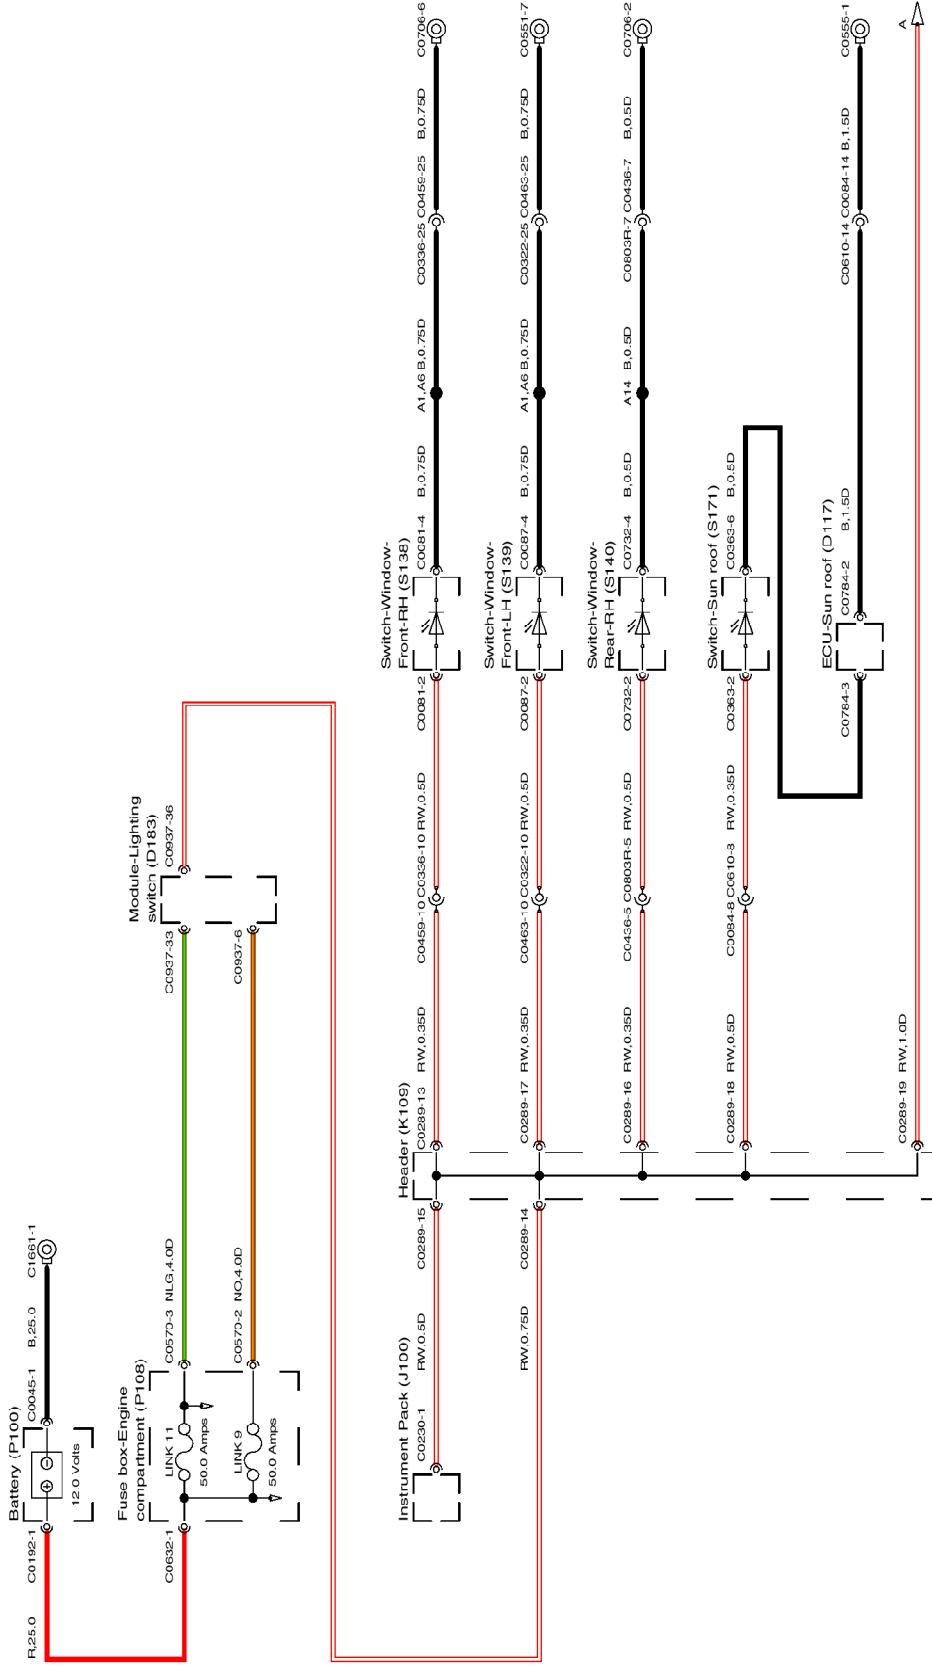 R,25.0
C0192-1
Battery (P100)
12.0 Volts
C0045-1
B,25.0
C1661-1
C0632-1
Fuse box-Engine
compartment (P108)
LINK 11
50.0 Amps
LINK 9
50.0 Amps
C0570-3 NLG,4.0D
C0570-2 NO,4.0D
C0937-33
C0937-6
Module-Lighting
switch (D183)
C0937-36
Instrument Pack (J100)
C0230-1
RW,0.5D
C0289-15
RW,0.75D
C0289-14
Header (K109)
C0289-13 RW,0.35D
C0459-10 C0336-10 RW,0.5D
C0081-2
Switch-Window-
Front-RH (S138)
C0081-4
B,0.75D
A1,A6 B,0.75D
C0336-25 C0459-25
B,0.75D
C0706-6
C0289-17 RW,0.35D
C0463-10 C0322-10 RW,0.5D
C0087-2
Switch-Window-
Front-LH (S139)
C0087-4
B,0.75D
A1,A6 B,0.75D
C0322-25 C0463-25
B,0.75D
C0551-7
C0289-16 RW,0.35D
C0436-5 C0803R-5 RW,0.5D
C0732-2
Switch-Window-
Rear-RH (S140)
C0732-4
B,0.5D
A14 B,0.5D
C0803R-7 C0436-7
B,0.5D
C0706-2
C0289-18 RW,0.5D
C0084-8 C0610-8 RW,0.35D
C0363-2
Switch-Sun roof (S171)
C0363-6
B,0.5D
C0784-3
ECU-Sun roof (D117)
C0784-2
B,1.5D
C0610-14 C0084-14 B,1.5D
C0555-1
C0289-19 RW,1.0D
A